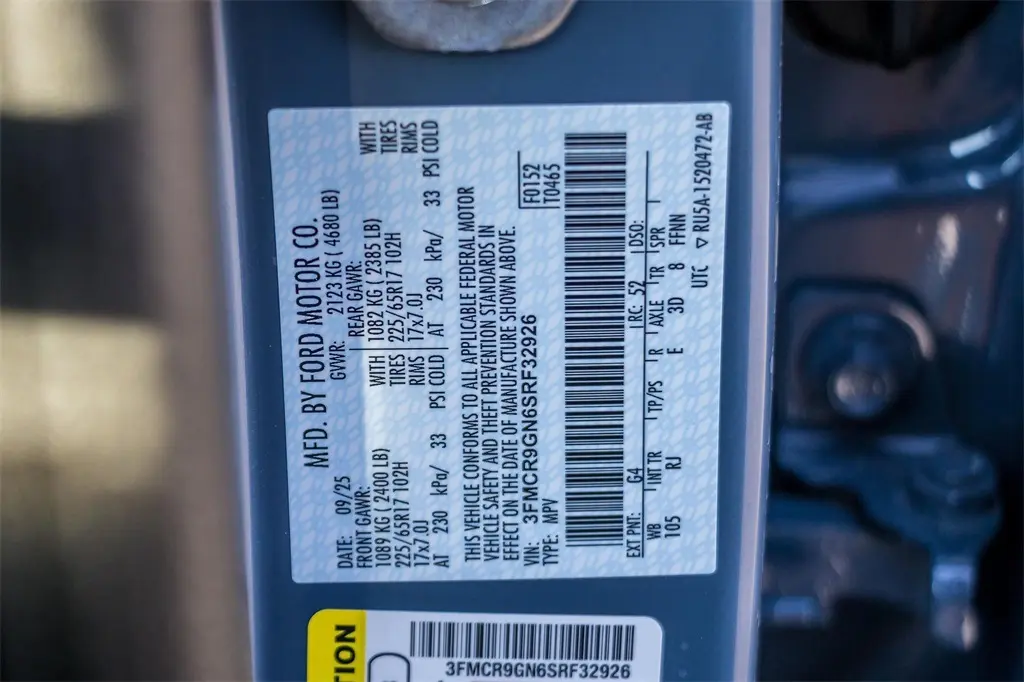 MFD. BY FORD MOTOR CO.
DATE: 09/25 GVWR: 2123 KG ( 4680 LB)
FRONT GAWR: REAR GAWR:
1089 KG ( 2400 LB) WITH 1082 KG ( 2385 LB) WITH
225/65R17 102H TIRES 225/65R17 102H TIRES
17x7.0J RIMS 17x7.0J RIMS
AT 230 kPa/ 33 PSI COLD AT 230 kPa/ 33 PSI COLD
THIS VEHICLE CONFORMS TO ALL APPLICABLE FEDERAL MOTOR
VEHICLE SAFETY AND THEFT PREVENTION STANDARDS IN
EFFECT ON THE DATE OF MANUFACTURE SHOWN ABOVE.
VIN: 3FMCR9GN6SRF32926
TYPE: MPV
F0152
T0465
EXT PNT: G4 RC: 52 DSO:
WB INT TR TP/PS R AXLE TR SPR
105 RJ E 3D 8 FFNN
UTC ▽ RU5A-1520472-AB
TION
3FMCR9GN6SRF32926